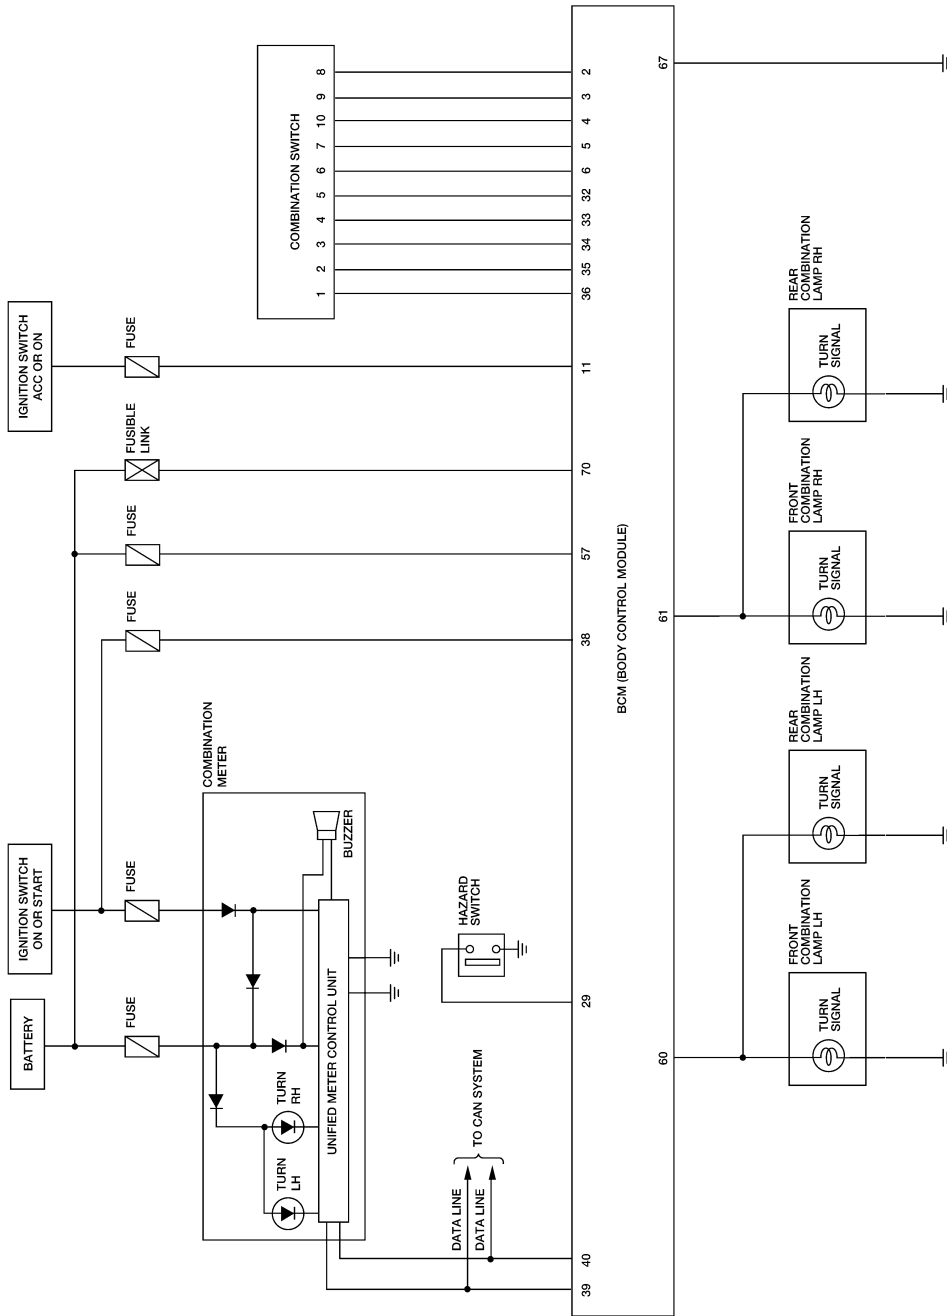 BATTERY
IGNITION SWITCH
ON OR START
IGNITION SWITCH
ACC OR ON
FUSE
FUSE
FUSE
FUSE
FUSIBLE
LINK
FUSE
COMBINATION
METER
TURN
LH
TURN
RH
UNIFIED METER CONTROL UNIT
BUZZER
COMBINATION SWITCH
1
2
3
4
5
6
7
10
9
8
DATA LINE
DATA LINE
TO CAN SYSTEM
HAZARD
SWITCH
39
40
29
38
57
70
11
36
35
34
33
32
6
5
4
3
2
BCM (BODY CONTROL MODULE)
60
61
67
FRONT
COMBINATION
LAMP LH
TURN
SIGNAL
REAR
COMBINATION
LAMP LH
TURN
SIGNAL
FRONT
COMBINATION
LAMP RH
TURN
SIGNAL
REAR
COMBINATION
LAMP RH
TURN
SIGNAL